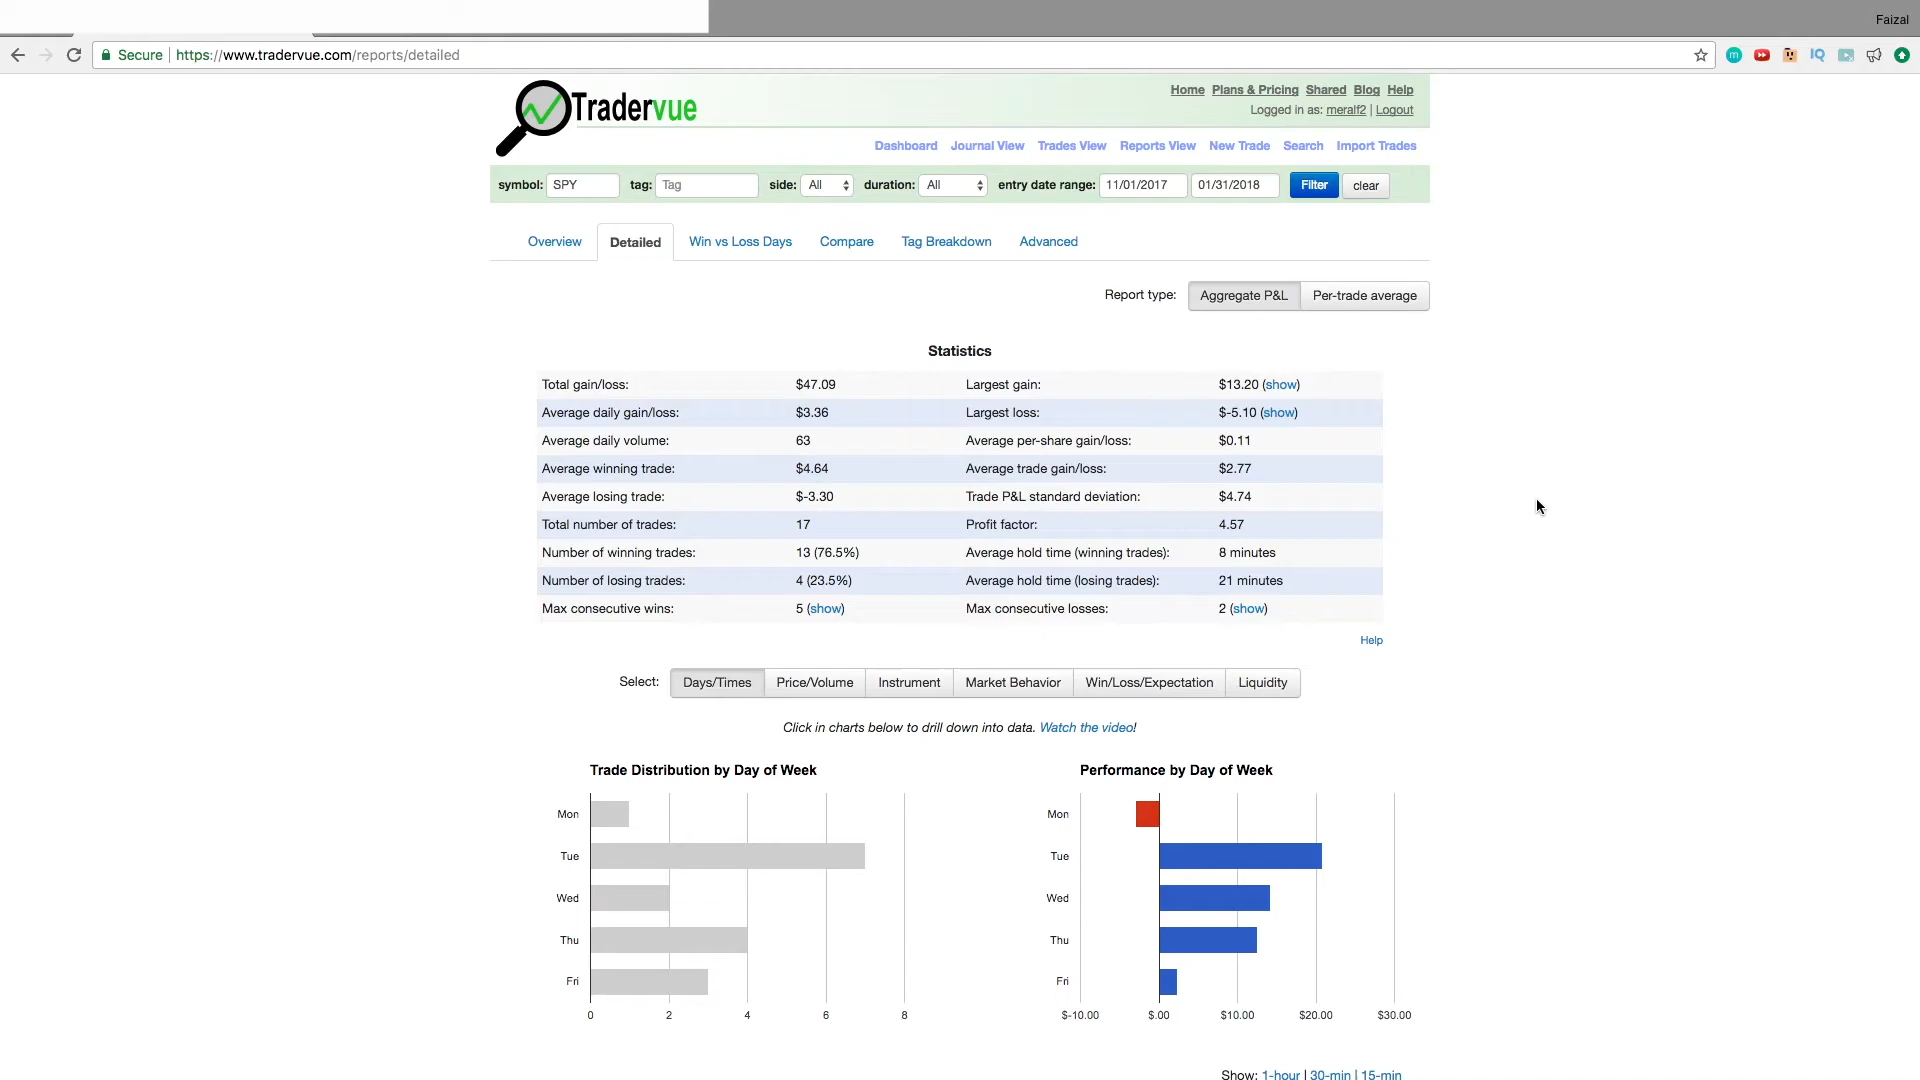 Faizal
Secure https://www.tradervue.com/reports/detailed
IQ
Tradervue
Home Plans & Pricing Shared Blog Help
Logged in as: meralf2 | Logout
Dashboard Journal View Trades View Reports View New Trade Search Import Trades
symbol: SPY tag: Tag side: All duration: All entry date range: 11/01/2017 01/31/2018 Filter clear
Overview Detailed Win vs Loss Days Compare Tag Breakdown Advanced
Report type: Aggregate P&L Per-trade average
Statistics
Total gain/loss: $47.09 Largest gain: $13.20 (show)
Average daily gain/loss: $3.36 Largest loss: $-5.10 (show)
Average daily volume: 63 Average per-share gain/loss: $0.11
Average winning trade: $4.64 Average trade gain/loss: $2.77
Average losing trade: $-3.30 Trade P&L standard deviation: $4.74
Total number of trades: 17 Profit factor: 4.57
Number of winning trades: 13 (76.5%) Average hold time (winning trades): 8 minutes
Number of losing trades: 4 (23.5%) Average hold time (losing trades): 21 minutes
Max consecutive wins: 5 (show) Max consecutive losses: 2 (show)
Help
Select: Days/Times Price/Volume Instrument Market Behavior Win/Loss/Expectation Liquidity
Click in charts below to drill down into data. Watch the video!
Trade Distribution by Day of Week Performance by Day of Week
Mon Mon
Tue Tue
Wed Wed
Thu Thu
Fri Fri
0 2 4 6 8 $-10.00 $.00 $10.00 $20.00 $30.00
Show: 1-hour | 30-min | 15-min